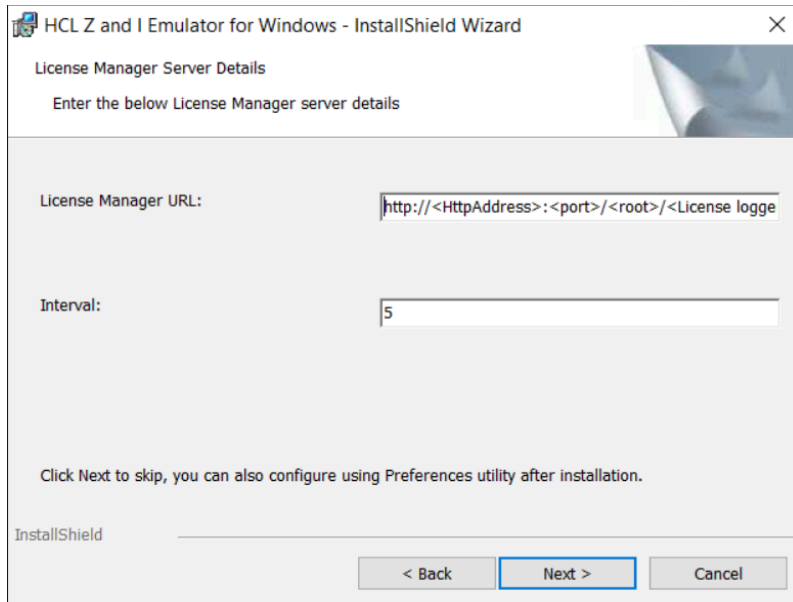 HCL Z and I Emulator for Windows - InstallShield Wizard
License Manager Server Details
Enter the below License Manager server details
License Manager URL:
http://<HttpAddress>:<port>/<root>/<License logge
Interval:
5
Click Next to skip, you can also configure using Preferences utility after installation.
InstallShield
< Back
Next >
Cancel